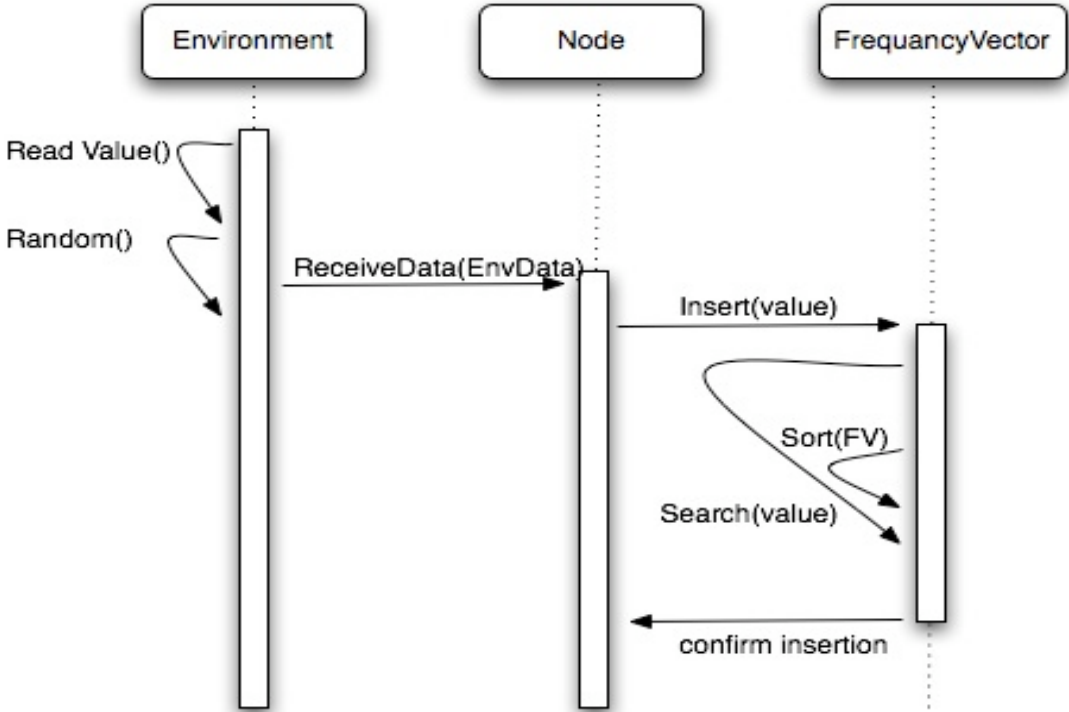 Environment
Node
FrequancyVector
Read Value()
Random()
ReceiveData(EnvData)
Insert(value)
Sort(FV)
Search(value)
confirm insertion